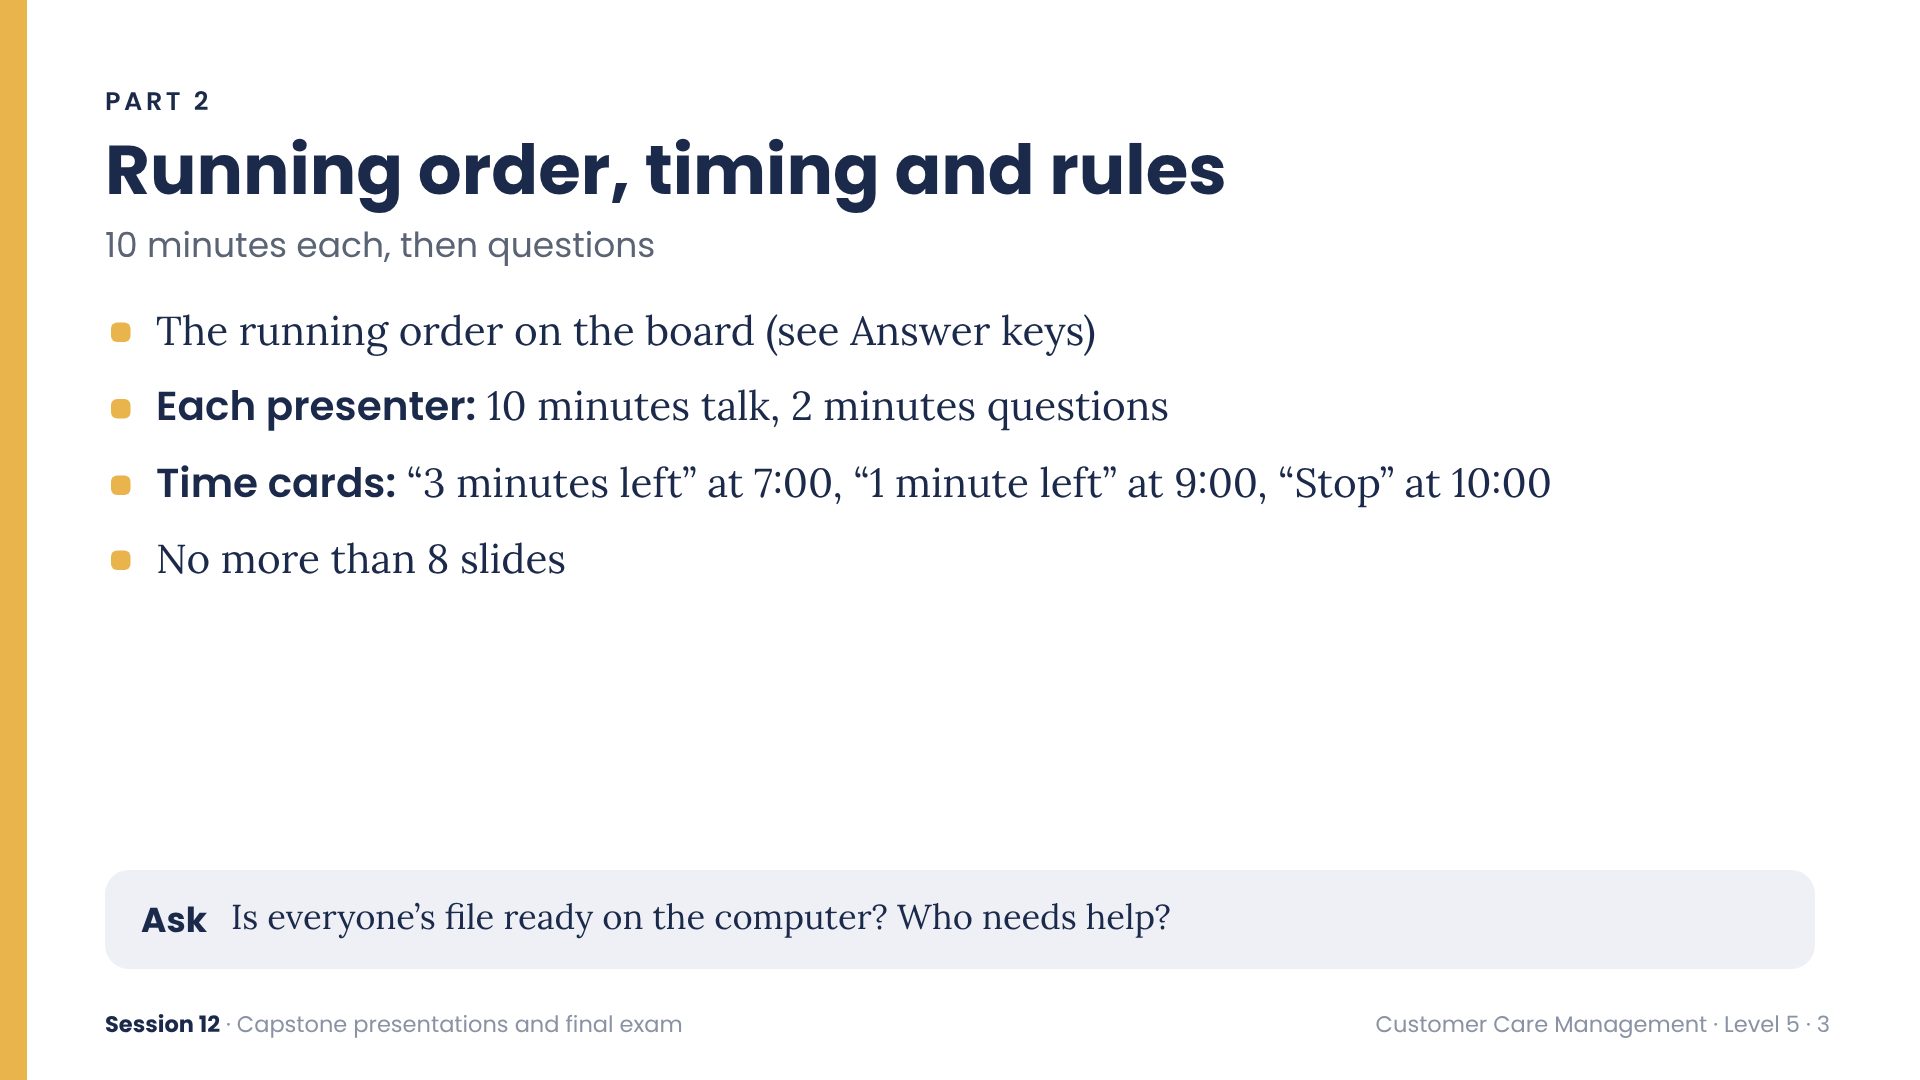 PART 2
Running order, timing and rules
10 minutes each, then questions
The running order on the board (see Answer keys)
Each presenter: 10 minutes talk, 2 minutes questions
Time cards: “3 minutes left” at 7:00, “1 minute left” at 9:00, “Stop” at 10:00
No more than 8 slides
Ask Is everyone’s file ready on the computer? Who needs help?
Session 12 · Capstone presentations and final exam
Customer Care Management · Level 5 · 3